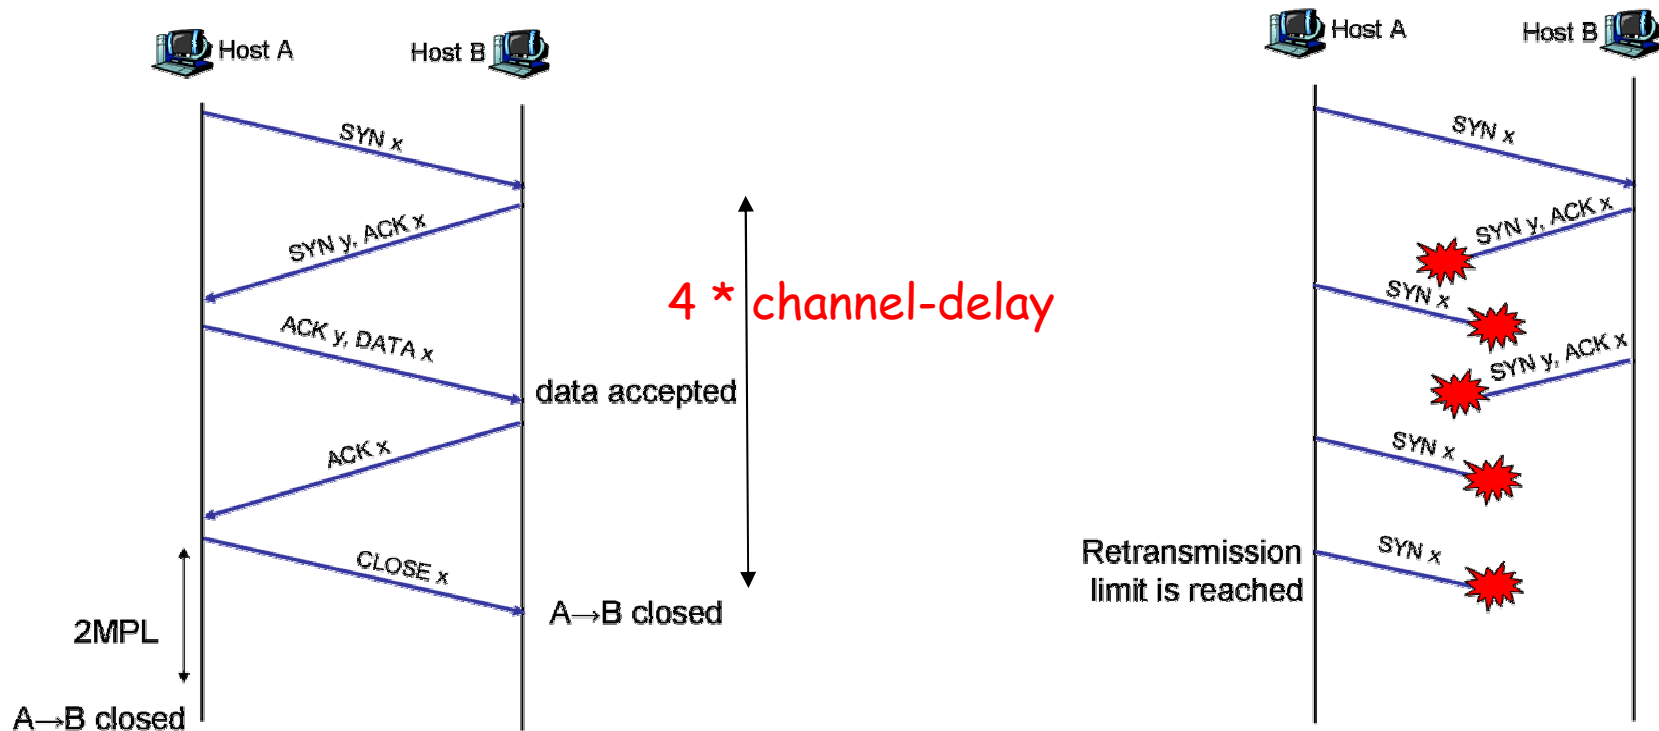 Host A
Host B
SYN x
SYN y, ACK x
ACK y, DATA x
data accepted
ACK x
CLOSE x
2MPL
A→B closed
A→B closed
4 * channel-delay
Host A
Host B
SYN x
SYN y, ACK x
SYN x
SYN y, ACK x
SYN x
Retransmission
limit is reached
SYN x